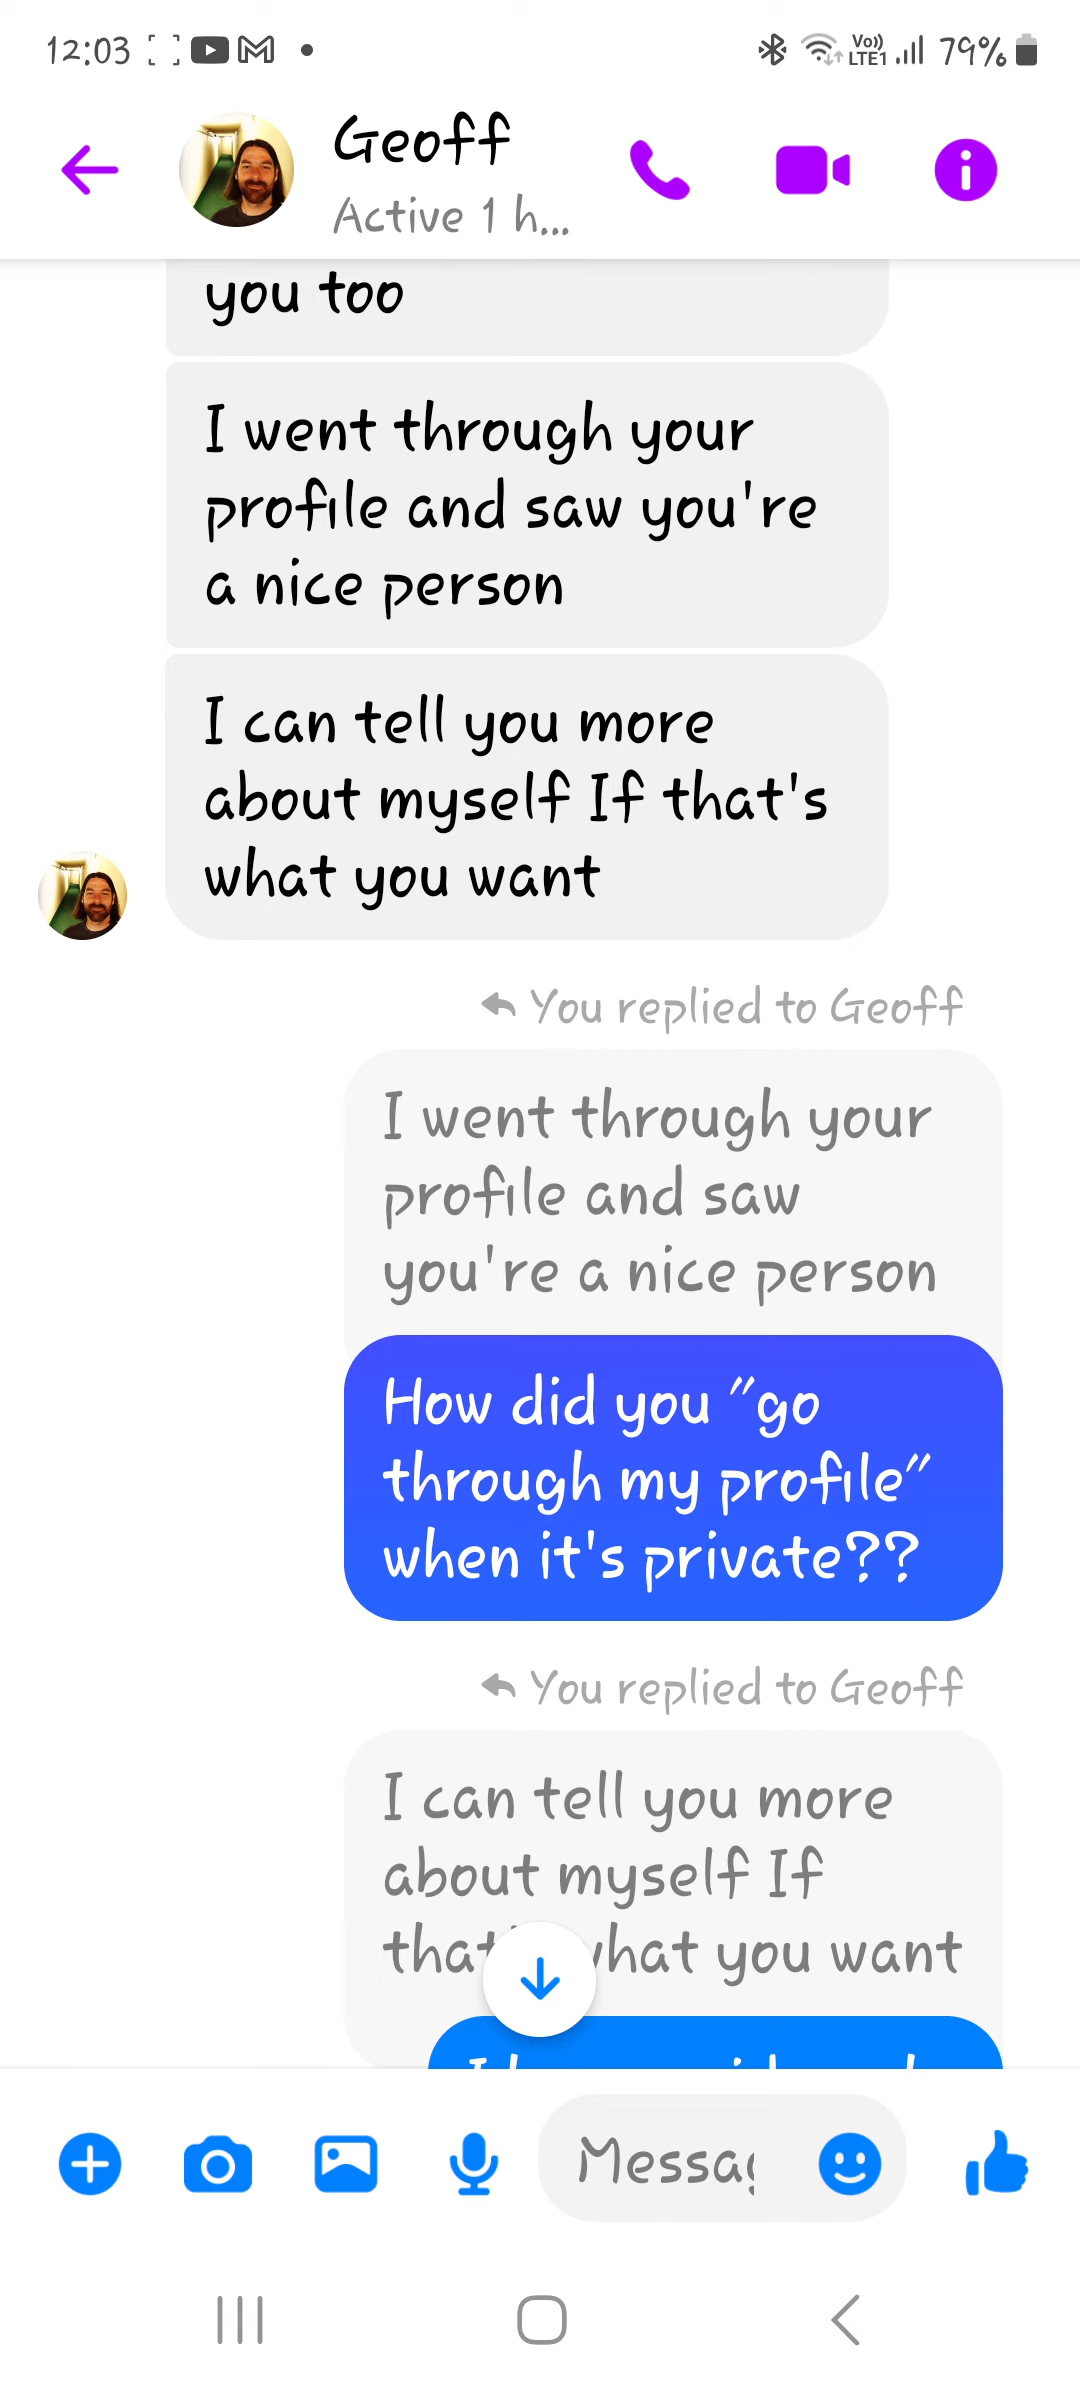 12:03
Vo))
LTE1
79%
Geoff
Active 1 h...
you too
I went through your
profile and saw you're
a nice person
I can tell you more
about myself If that's
what you want
You replied to Geoff
I went through your
profile and saw
you're a nice person
How did you "go
through my profile"
when it's private??
You replied to Geoff
I can tell you more
about myself If
you want